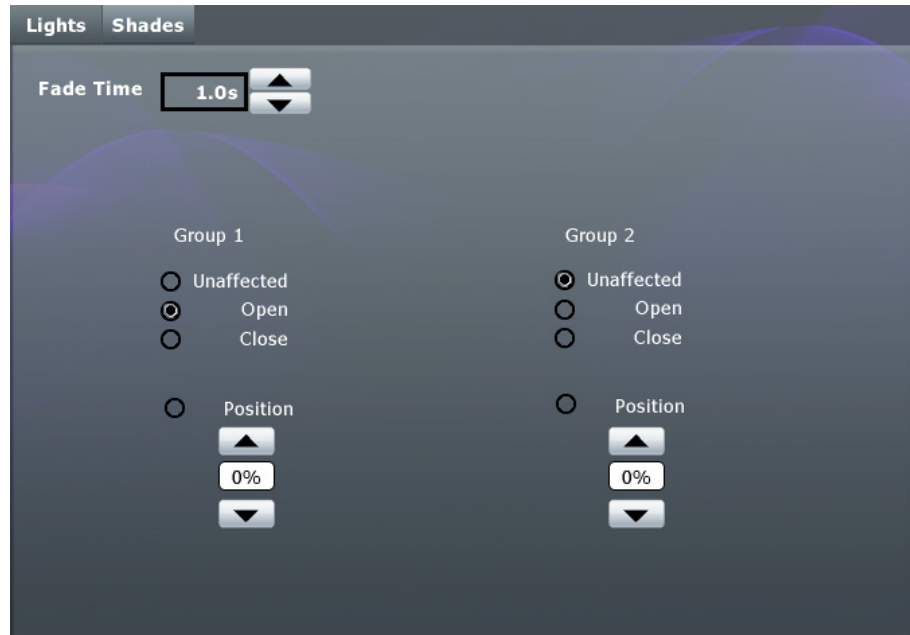 Lights Shades
Fade Time 1.0s
Group 1
Unaffected
Open
Close
Position
0%
Group 2
Unaffected
Open
Close
Position
0%